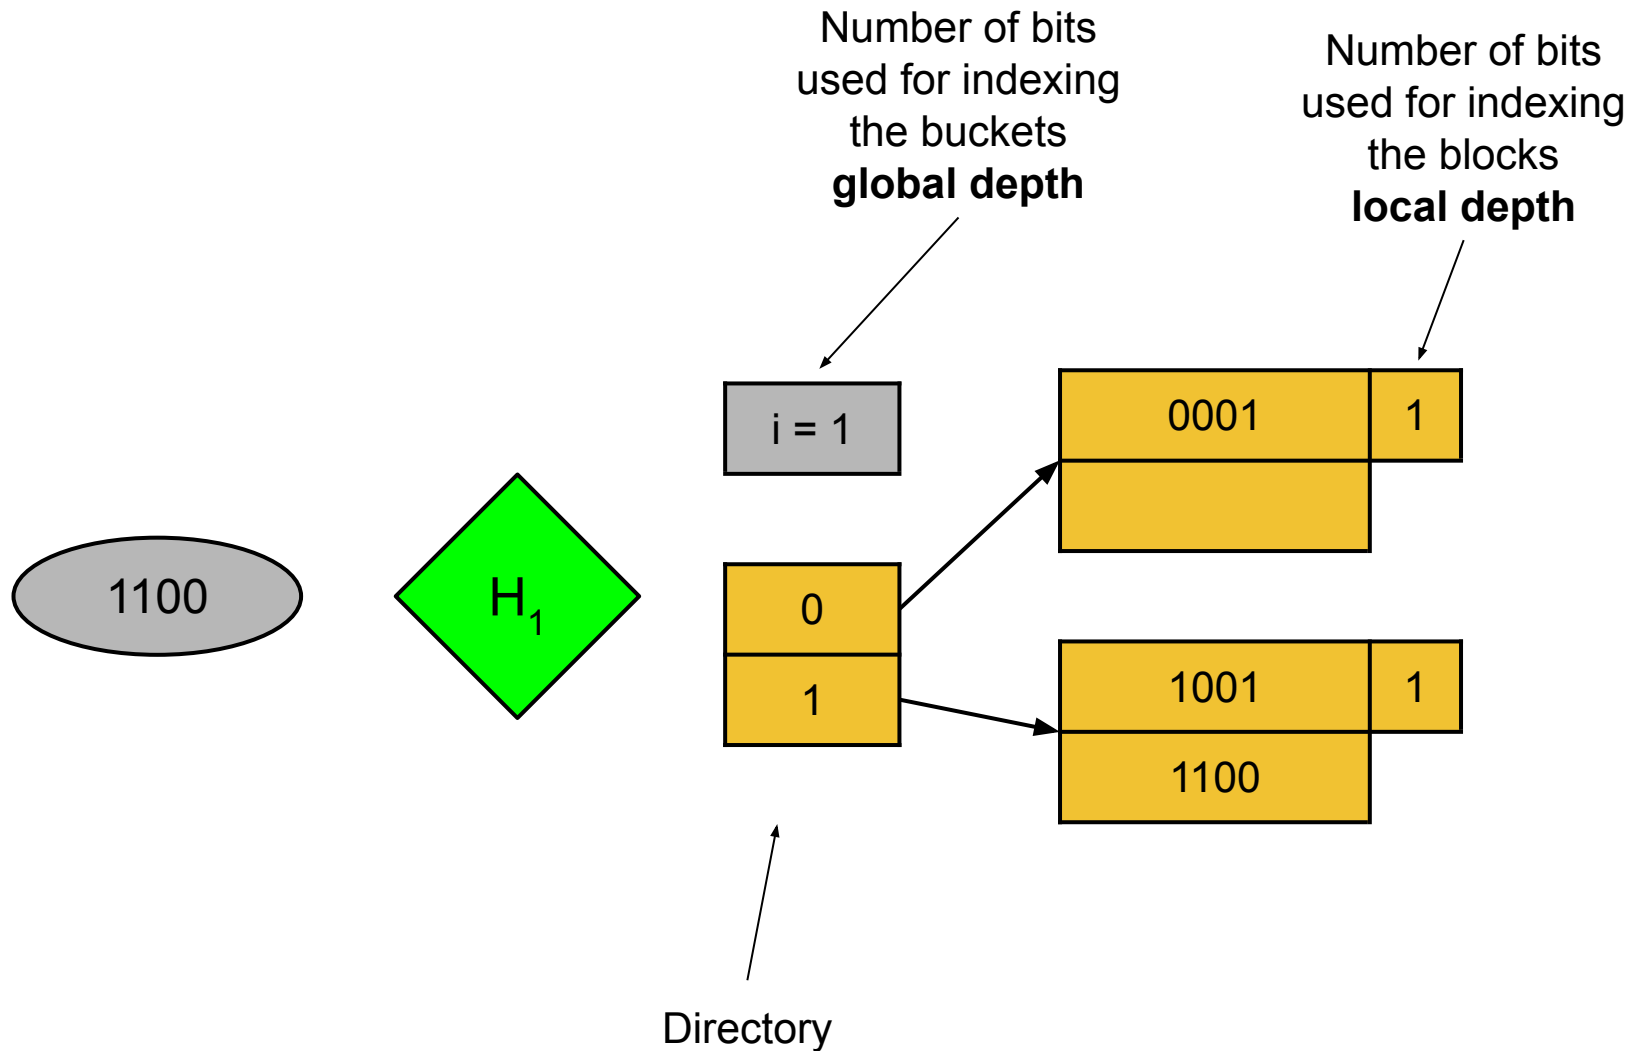 Number of bits
used for indexing
the buckets
global depth
Number of bits
used for indexing
the blocks
local depth
i = 1
0001
1
1100
H1
0
1
1001
1
1100
Directory